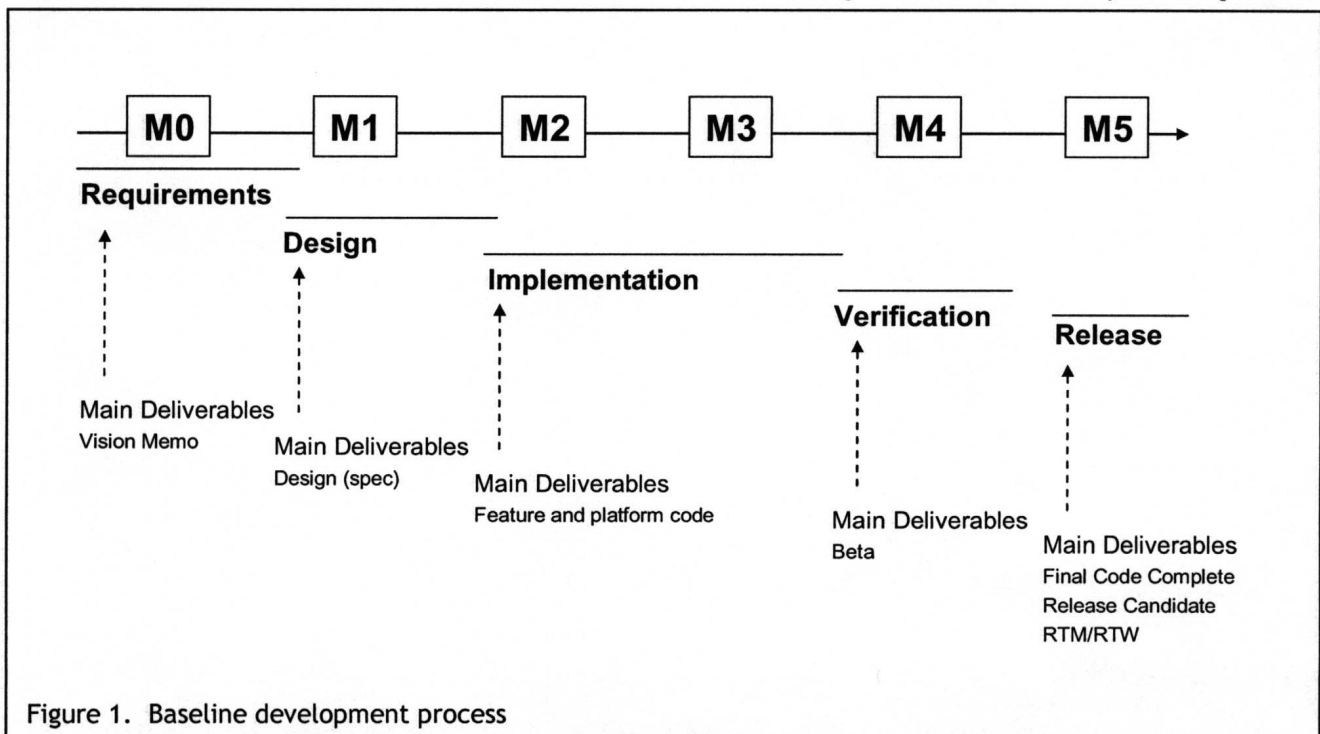 M0 M1 M2 M3 M4 M5
Requirements
Design
Implementation
Verification
Release
Main Deliverables
Vision Memo
Main Deliverables
Design (spec)
Main Deliverables
Feature and platform code
Main Deliverables
Beta
Main Deliverables
Final Code Complete
Release Candidate
RTM/RTW
Figure 1. Baseline development process